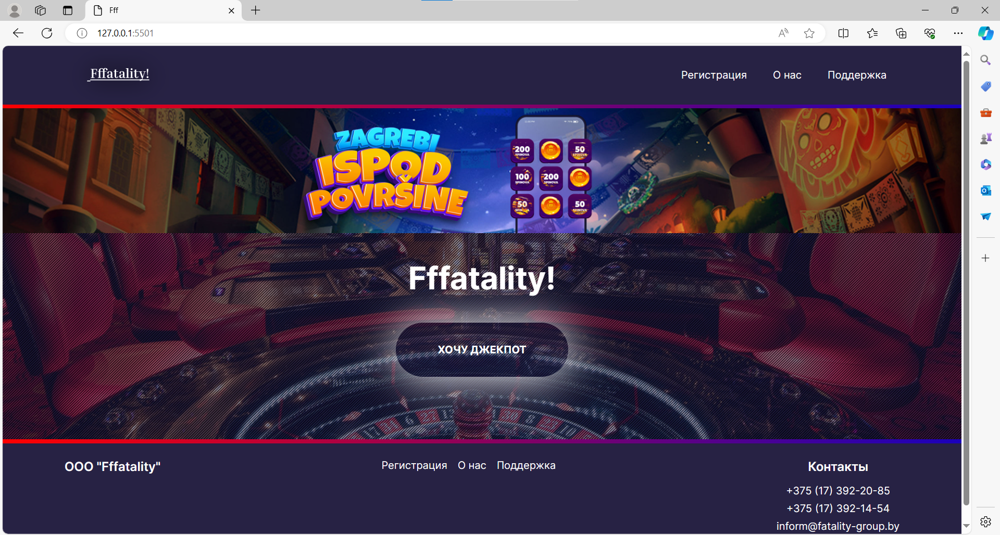 Fff
127.0.0.1:5501
Fffatality!
Регистрация О нас Поддержка
ZAGREBI
ISPOD
POVRŠINE
200 SPINOVA
50 SPINOVA
100 SPINOVA
200 SPINOVA
50 SPINOVA
50 SPINOVA
Fffatality!
ХОЧУ ДЖЕКПОТ
ООО "Fffatality"
Регистрация О нас Поддержка
Контакты
+375 (17) 392-20-85
+375 (17) 392-14-54
inform@fatality-group.by